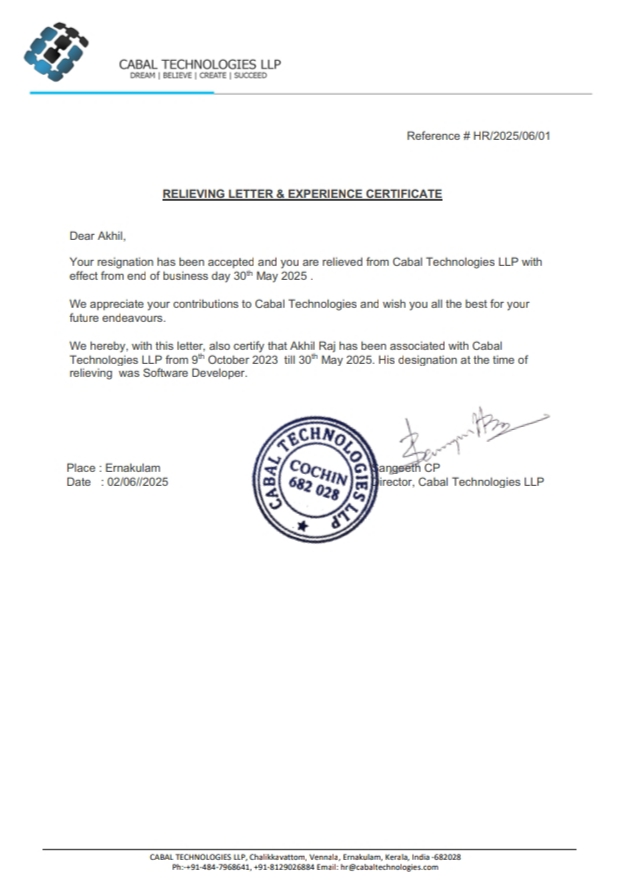 CABAL TECHNOLOGIES LLP
DREAM | BELIEVE | CREATE | SUCCEED
Reference # HR/2025/06/01
RELIEVING LETTER & EXPERIENCE CERTIFICATE
Dear Akhil,
Your resignation has been accepted and you are relieved from Cabal Technologies LLP with
effect from end of business day 30th May 2025 .
We appreciate your contributions to Cabal Technologies and wish you all the best for your
future endeavours.
We hereby, with this letter, also certify that Akhil Raj has been associated with Cabal
Technologies LLP from 9th October 2023 till 30th May 2025. His designation at the time of
relieving was Software Developer.
CABAL TECHNOLOGIES LLP
COCHIN
682 028
Sangeeth CP
Place : Ernakulam
Director, Cabal Technologies LLP
Date : 02/06//2025
CABAL TECHNOLOGIES LLP, Chalikkavattom, Vennala, Ernakulam, Kerala, India -682028
Ph:-+91-484-7968641, +91-8129026884 Email: hr@cabaltechnologies.com